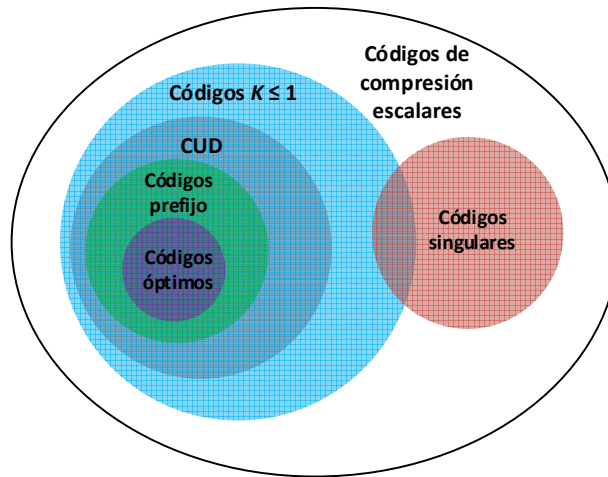 Códigos de
compresión
escalares
Códigos K ≤ 1
CUD
Códigos
prefijo
Códigos
óptimos
Códigos
singulares